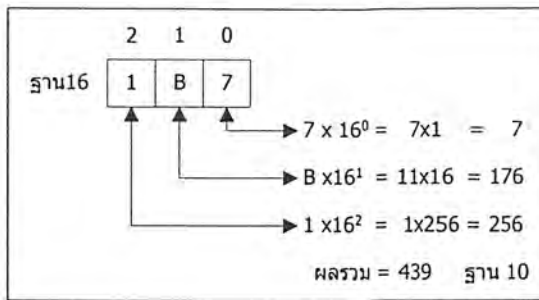 2 1 0
ฐาน16 1 B 7
7 x 16⁰ = 7x1 = 7
B x16¹ = 11x16 = 176
1 x16² = 1x256 = 256
ผลรวม = 439 ฐาน 10